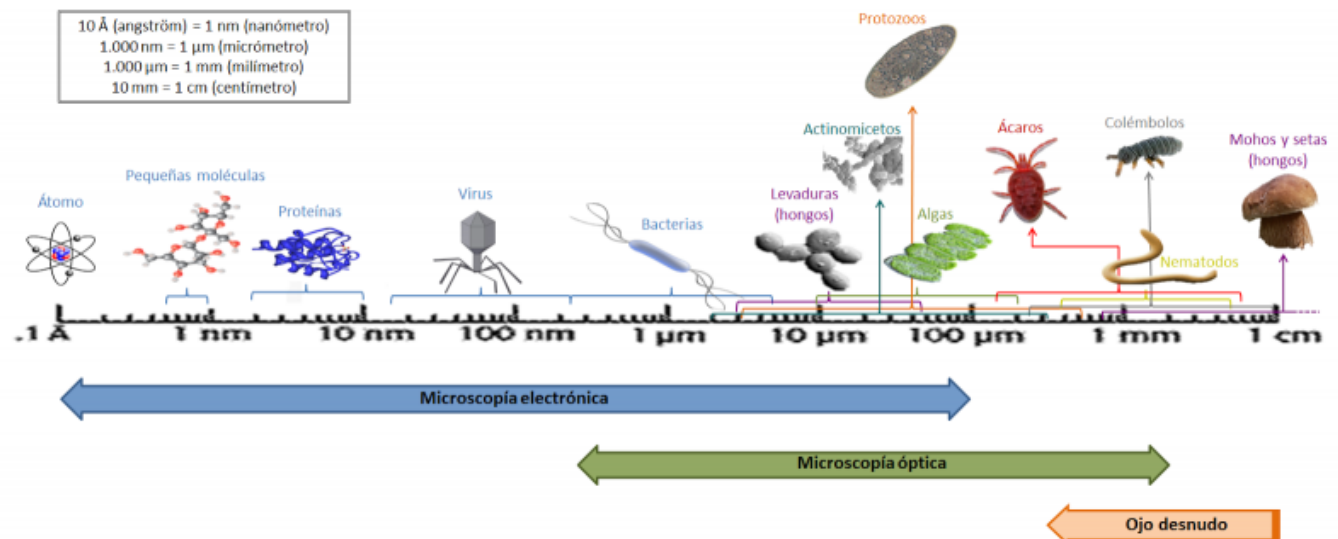 10 Å (angström) = 1 nm (nanómetro)
1.000 nm = 1 µm (micrómetro)
1.000 µm = 1 mm (milímetro)
10 mm = 1 cm (centímetro)
Protozoos
Actinomicetos
Ácaros
Colémbolos
Mohos y setas
(hongos)
Pequeñas moléculas
Átomo
Proteínas
Virus
Bacterias
Levaduras
(hongos)
Algas
Nematodos
.1 Å 1 nm 10 nm 100 nm 1 µm 10 µm 100 µm 1 mm 1 cm
Microscopía electrónica
Microscopía óptica
Ojo desnudo